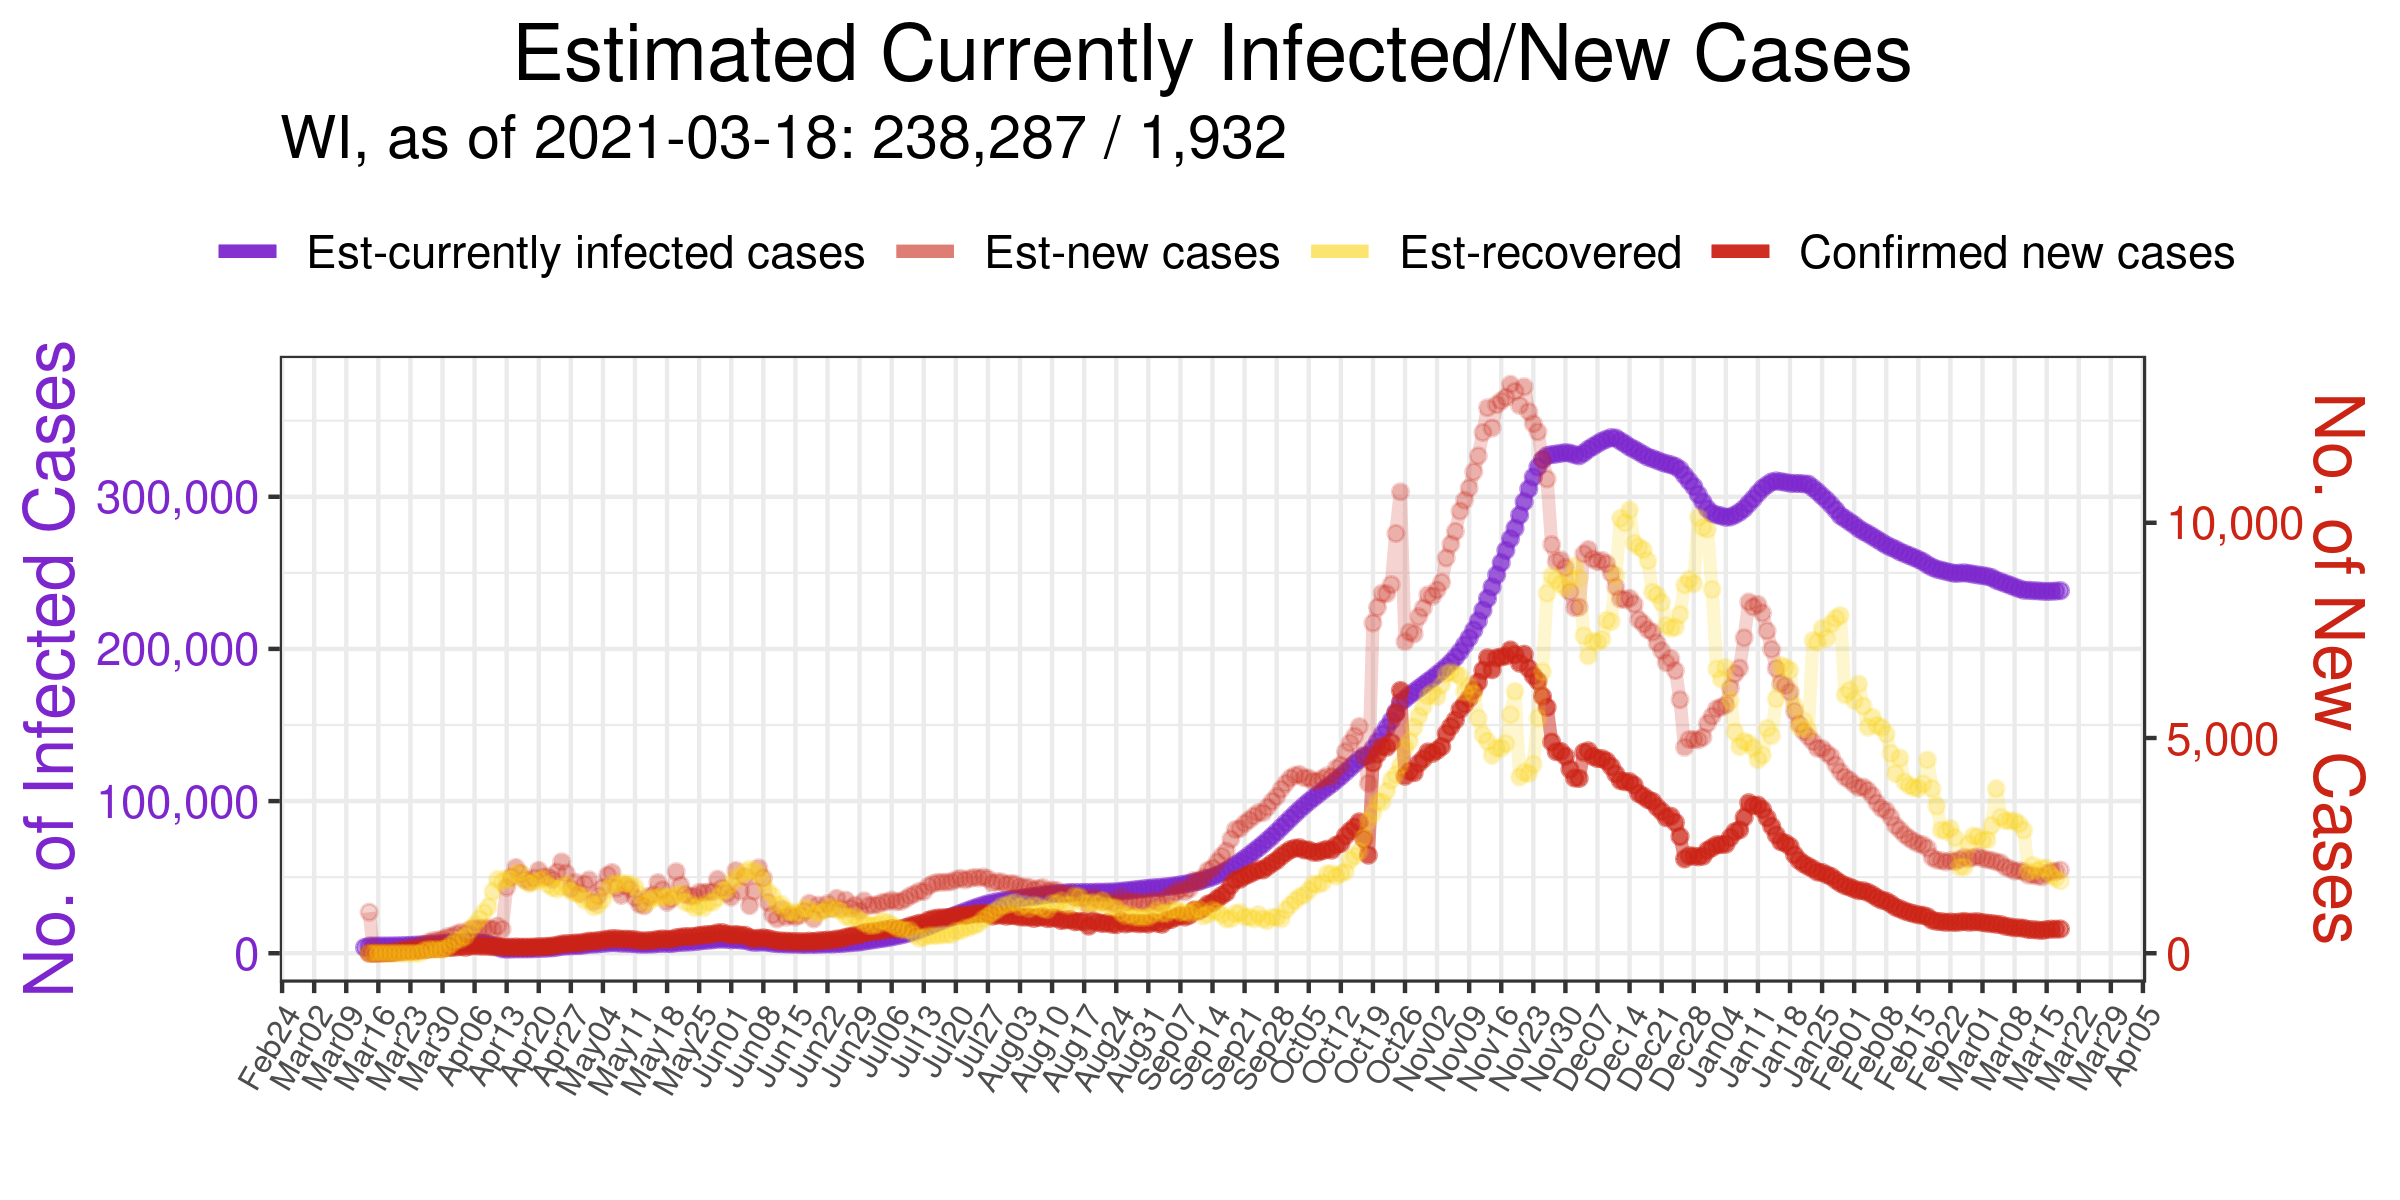 Estimated Currently Infected/New Cases
WI, as of 2021-03-18: 238,287 / 1,932
Est-currently infected cases Est-new cases Est-recovered Confirmed new cases
No. of Infected Cases
300,000
200,000
100,000
0
10,000
5,000
0
No. of New Cases
Feb24 Mar02 Mar09 Mar16 Mar23 Mar30 Apr06 Apr13 Apr20 Apr27 May04 May11 May18 May25 Jun01 Jun08 Jun15 Jun22 Jun29 Jul06 Jul13 Jul20 Jul27 Aug03 Aug10 Aug17 Aug24 Aug31 Sep07 Sep14 Sep21 Sep28 Oct05 Oct12 Oct19 Oct26 Nov02 Nov09 Nov16 Nov23 Nov30 Dec07 Dec14 Dec21 Dec28 Jan04 Jan11 Jan18 Jan25 Feb01 Feb08 Feb15 Feb22 Mar01 Mar08 Mar15 Mar22 Mar29 Apr05